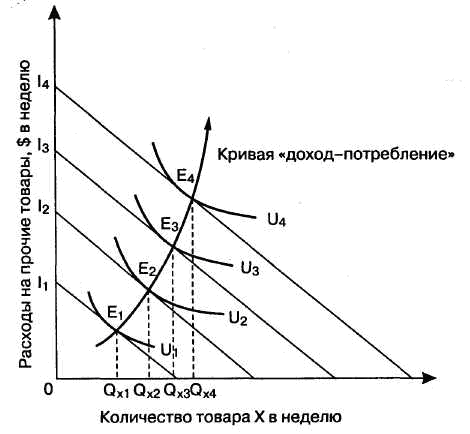 Расходы на прочие товары, $ в неделю
I4
I3
I2
I1
0
E4
E3
E2
E1
Кривая «доход–потребление»
U4
U3
U2
U1
Qx1 Qx2 Qx3 Qx4
Количество товара X в неделю